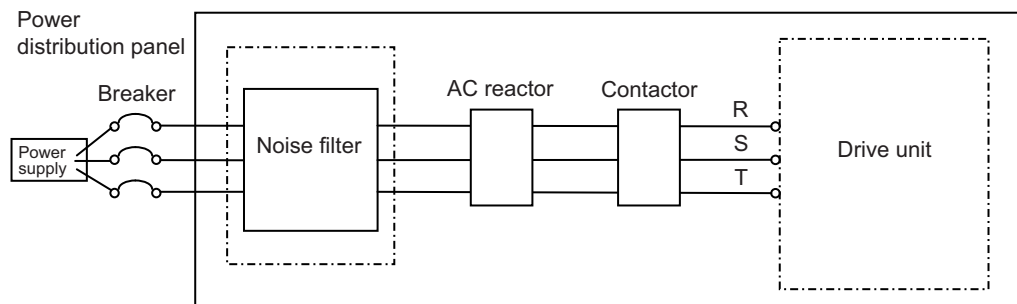 Power
distribution panel
Breaker
AC reactor
Contactor
Power
supply
Noise filter
R
S
T
Drive unit